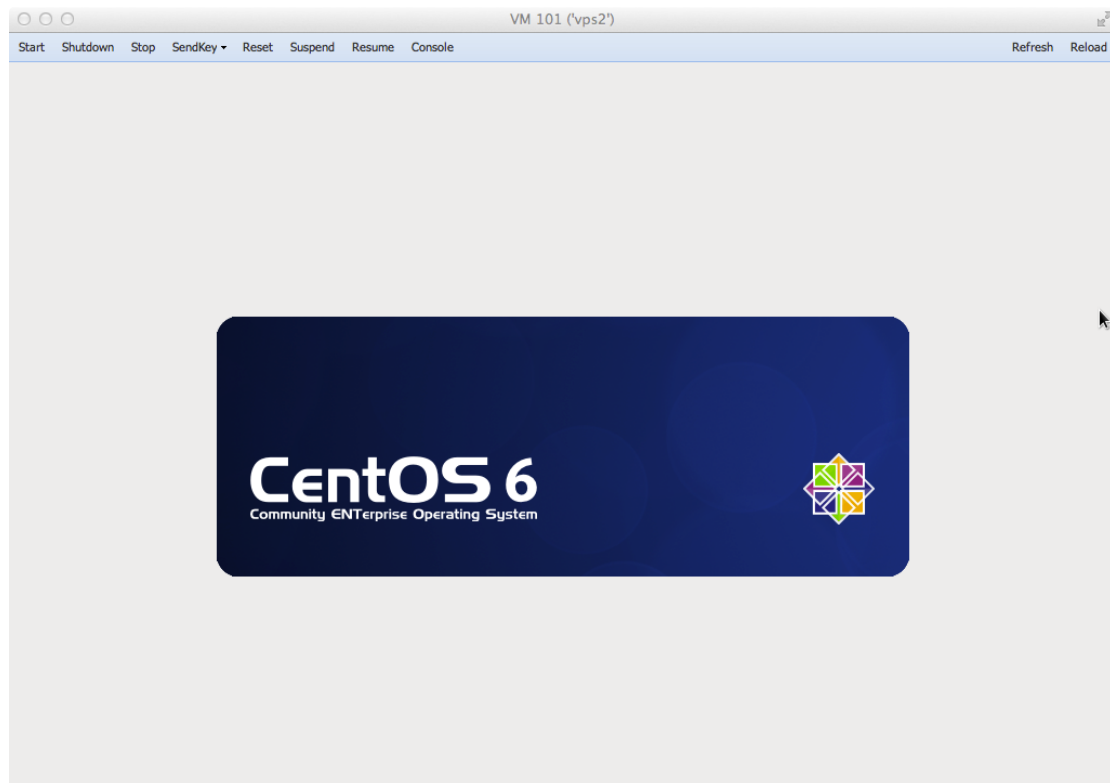 VM 101 ('vps2')
Start Shutdown Stop SendKey Reset Suspend Resume Console Refresh Reload
CentOS 6
Community ENTerprise Operating System